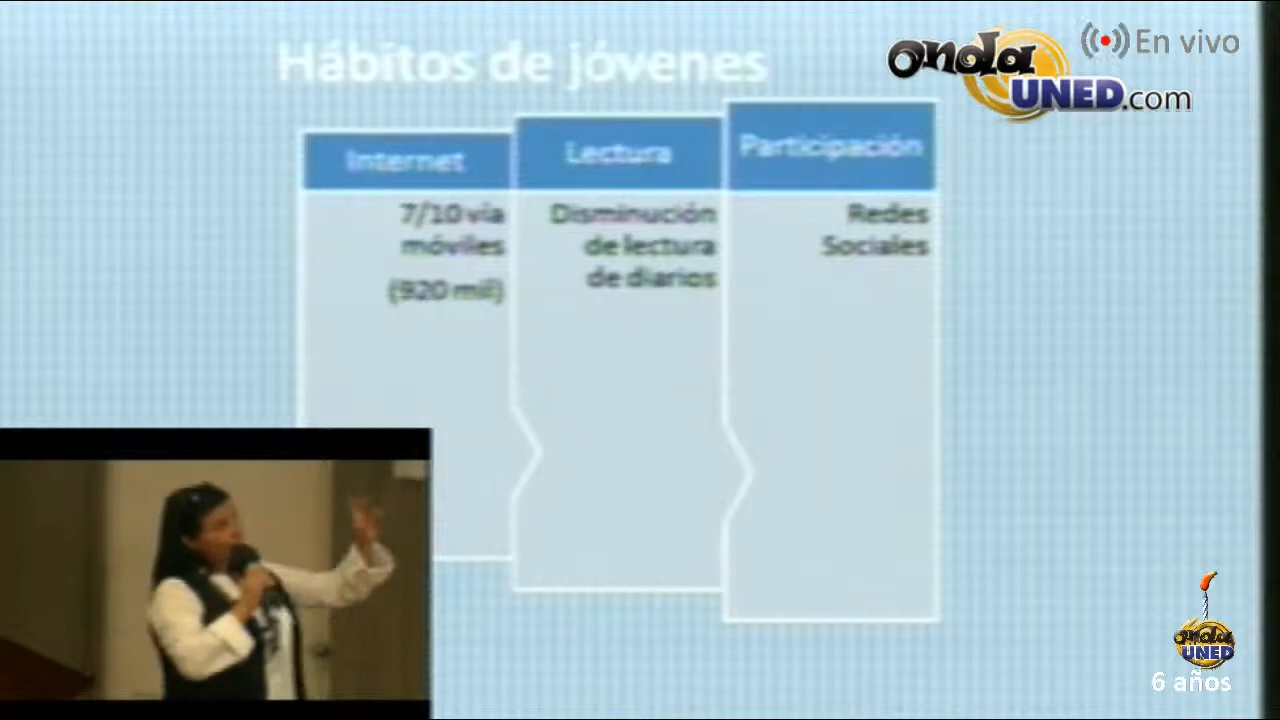 Hábitos de jóvenes
Onda
UNED.com
En vivo
Internet
7/10 vía
móviles
(920 mil)
Lectura
Disminución
de lectura
de diarios
Participación
Redes
Sociales
Onda
UNED
6 años